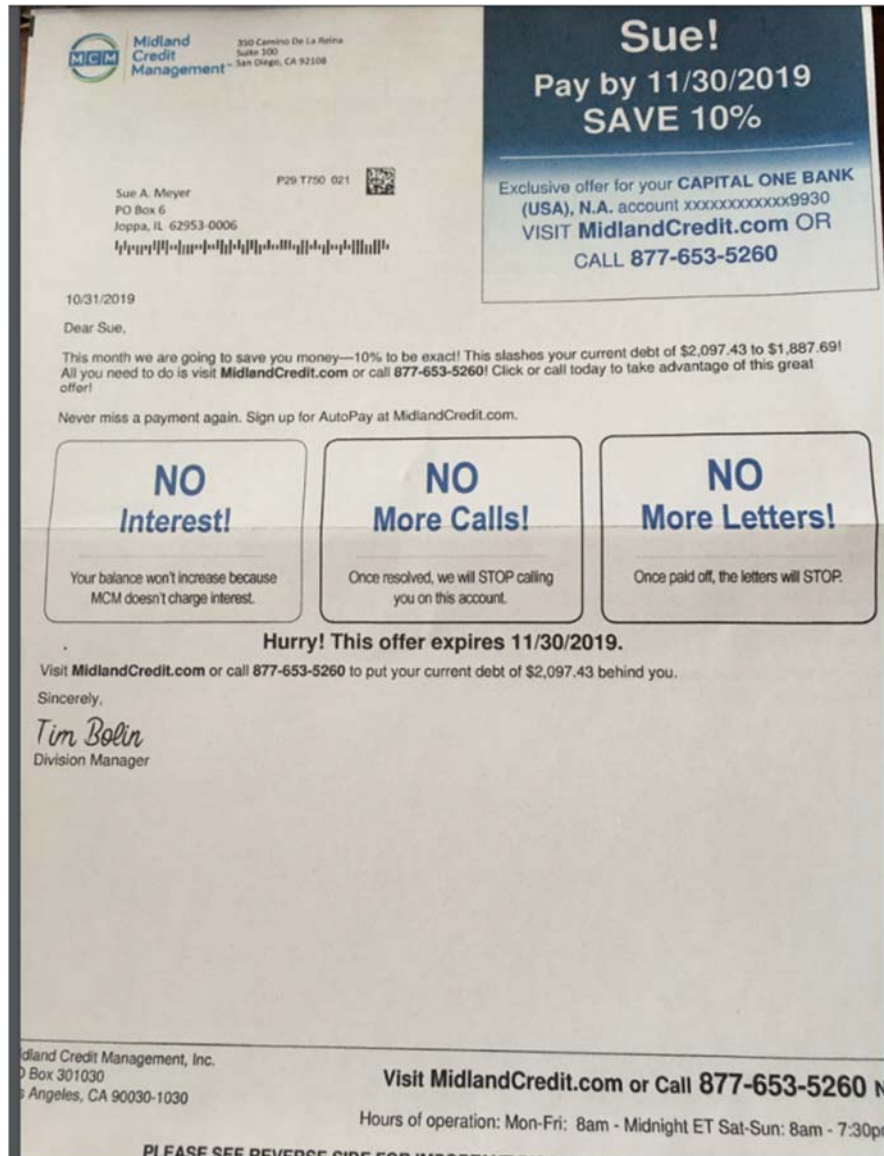 MCM
Midland
Credit
Management
350 Camino De La Reina
Suite 100
San Diego, CA 92108
Sue!
Pay by 11/30/2019
SAVE 10%
Exclusive offer for your CAPITAL ONE BANK
(USA), N.A. account xxxxxxxxxxxx9930
VISIT MidlandCredit.com OR
CALL 877-653-5260
P29 T750 021
Sue A. Meyer
PO Box 6
Joppa, IL 62953-0006
10/31/2019
Dear Sue,
This month we are going to save you money—10% to be exact! This slashes your current debt of $2,097.43 to $1,887.69!
All you need to do is visit MidlandCredit.com or call 877-653-5260! Click or call today to take advantage of this great
offer!
Never miss a payment again. Sign up for AutoPay at MidlandCredit.com.
NO
Interest!
Your balance won't increase because
MCM doesn't charge interest.
NO
More Calls!
Once resolved, we will STOP calling
you on this account.
NO
More Letters!
Once paid off, the letters will STOP.
Hurry! This offer expires 11/30/2019.
Visit MidlandCredit.com or call 877-653-5260 to put your current debt of $2,097.43 behind you.
Sincerely,
Tim Bolin
Division Manager
dland Credit Management, Inc.
Box 301030
Angeles, CA 90030-1030
Visit MidlandCredit.com or Call 877-653-5260 N
Hours of operation: Mon-Fri: 8am - Midnight ET Sat-Sun: 8am - 7:30p
PLEASE SEE REVERSE SIDE FOR